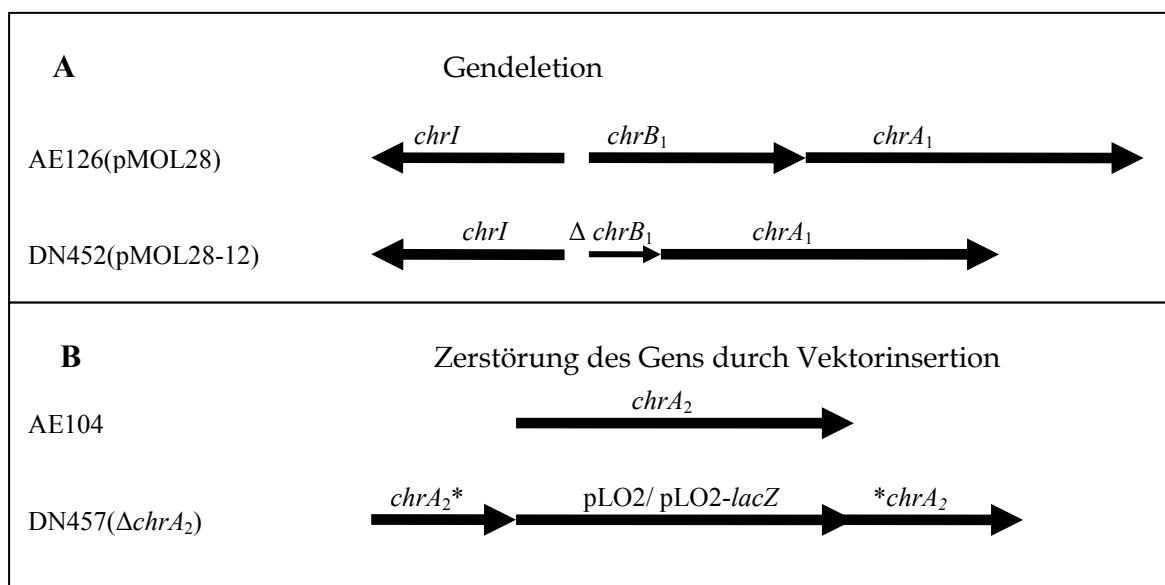 A Gendeletion
chrI chrB₁ chrA₁
AE126(pMOL28)
chrI Δ chrB₁ chrA₁
DN452(pMOL28-12)
B Zerstörung des Gens durch Vektorinsertion
chrA₂
AE104
chrA₂* pLO2/ pLO2-lacZ *chrA₂
DN457(ΔchrA₂)